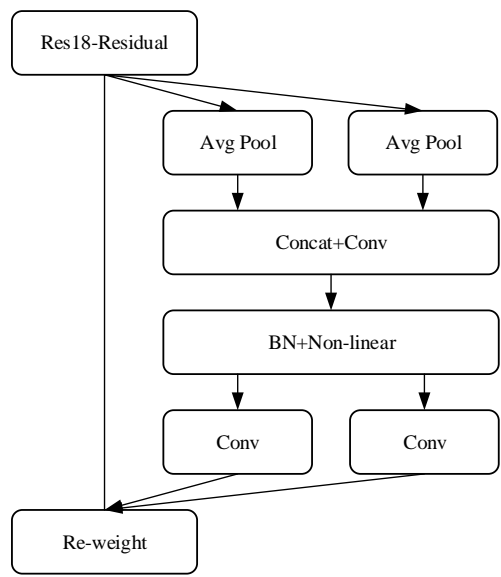 Res18-Residual
Avg Pool
Avg Pool
Concat+Conv
BN+Non-linear
Conv
Conv
Re-weight